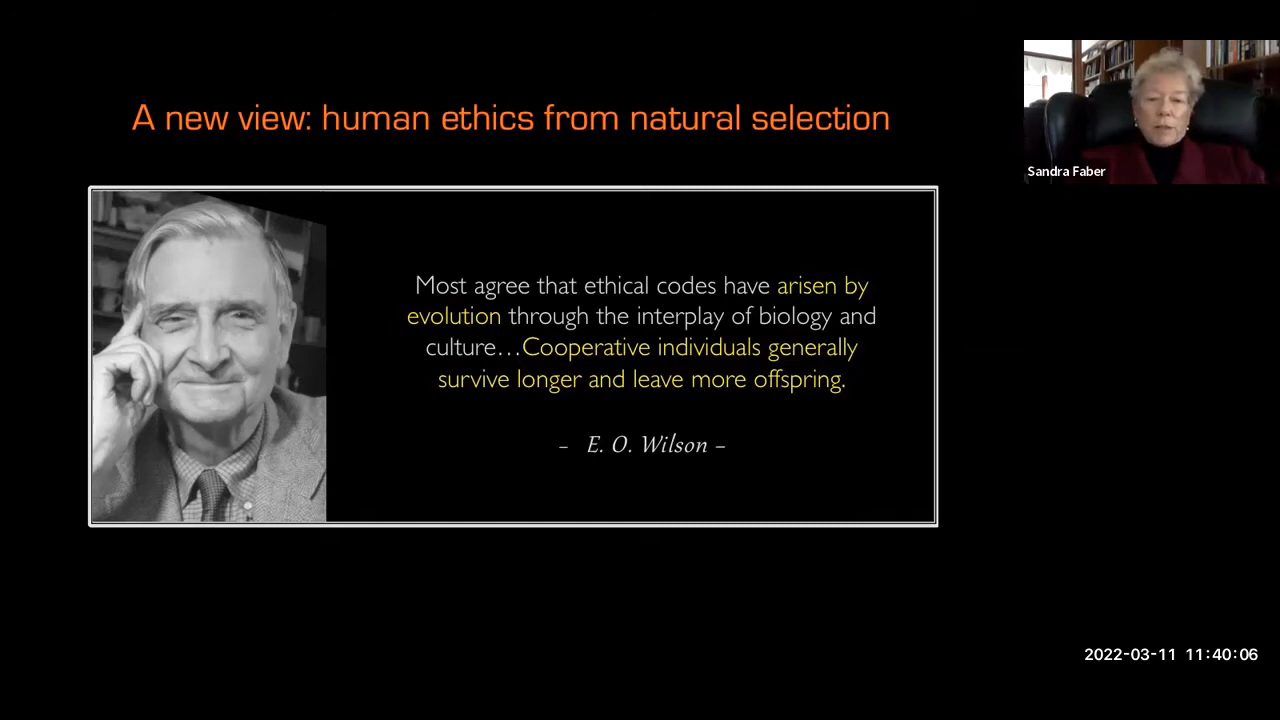 A new view: human ethics from natural selection
Sandra Faber
Most agree that ethical codes have arisen by
evolution through the interplay of biology and
culture…Cooperative individuals generally
survive longer and leave more offspring.
– E. O. Wilson –
2022-03-11 11:40:06